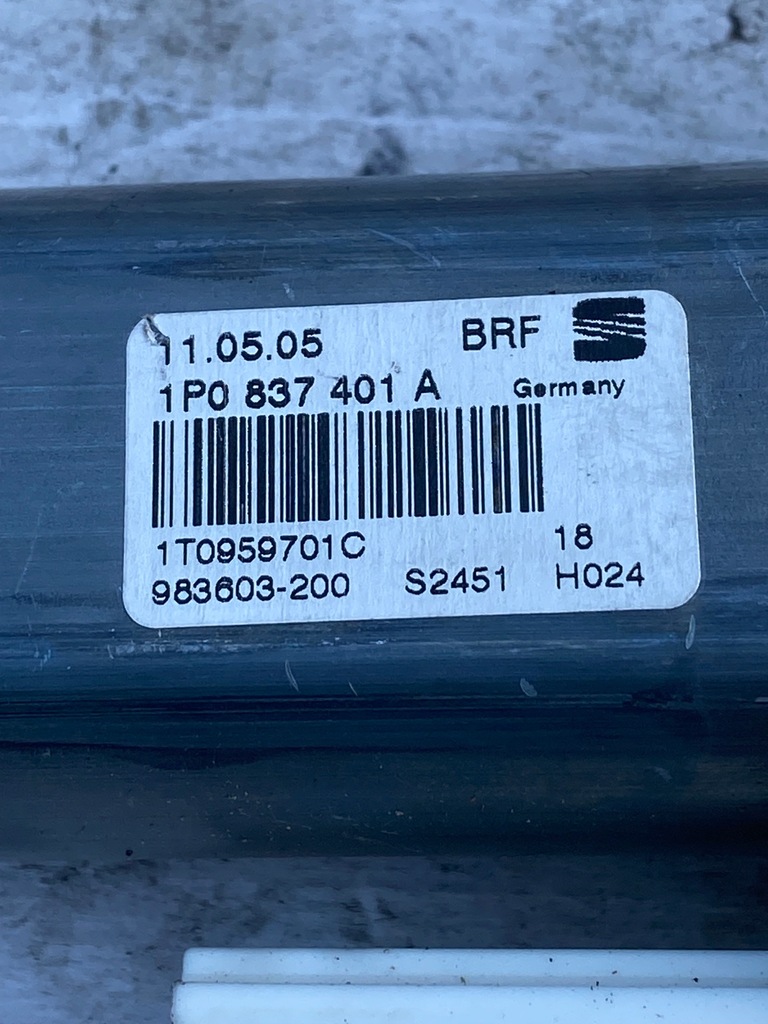 11.05.05 BRF S
1P0 837 401 A Germany
1T0959701C 18
983603-200 S2451 H024